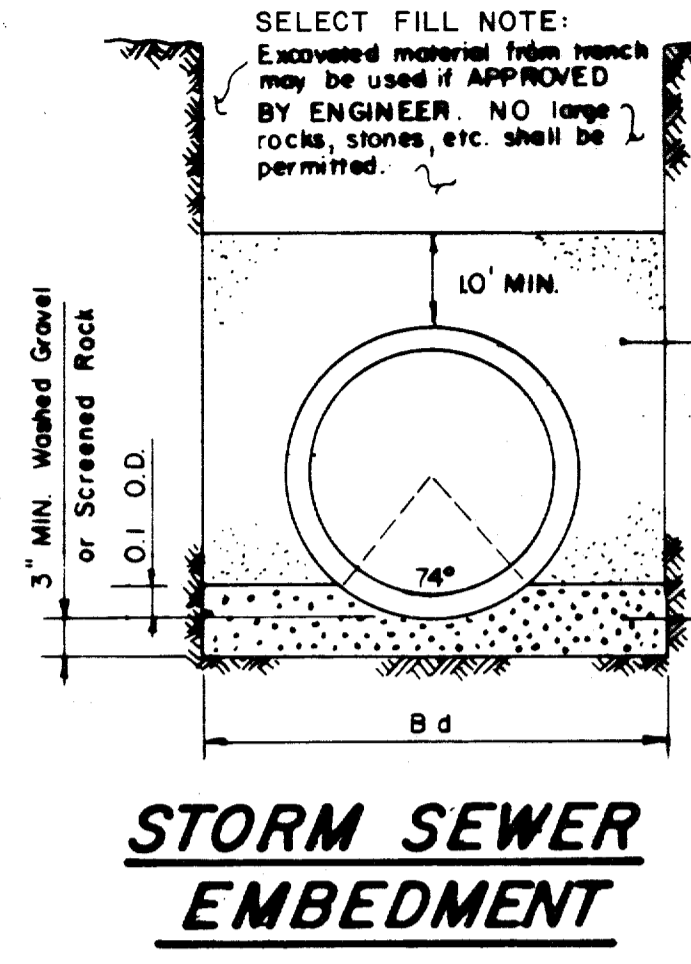 SELECT FILL NOTE:
Excavated material from trench
may be used if APPROVED
BY ENGINEER. NO large
rocks, stones, etc. shall be
permitted.
1.0' MIN.
3" MIN. Washed Gravel
or Screened Rock
0.1 O.D.
74°
Bd
STORM SEWER
EMBEDMENT